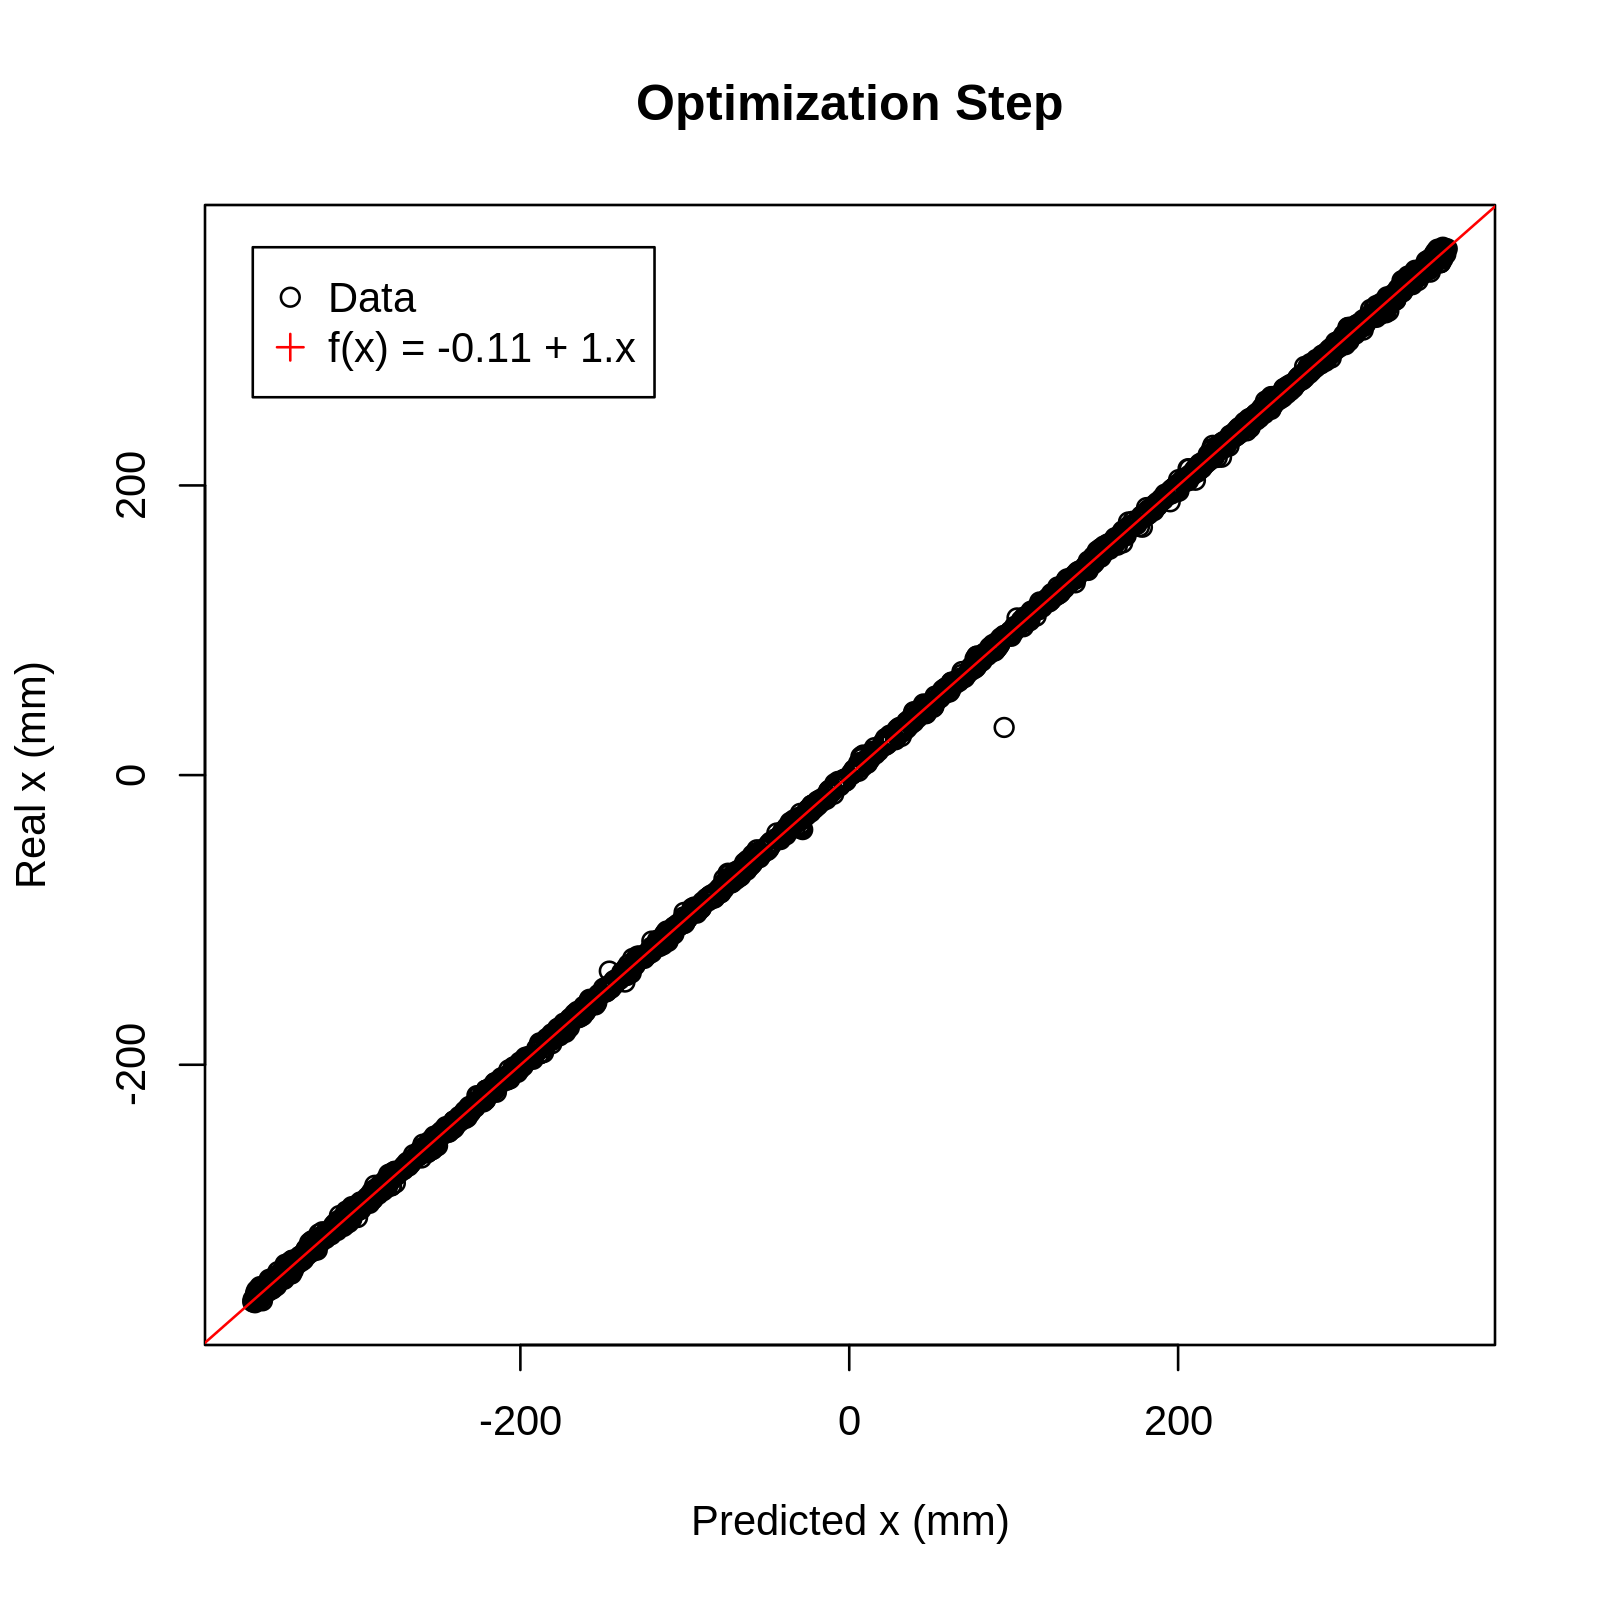 Optimization Step
Data
f(x) = -0.11 + 1.x
200
0
-200
Real x (mm)
-200
0
200
Predicted x (mm)